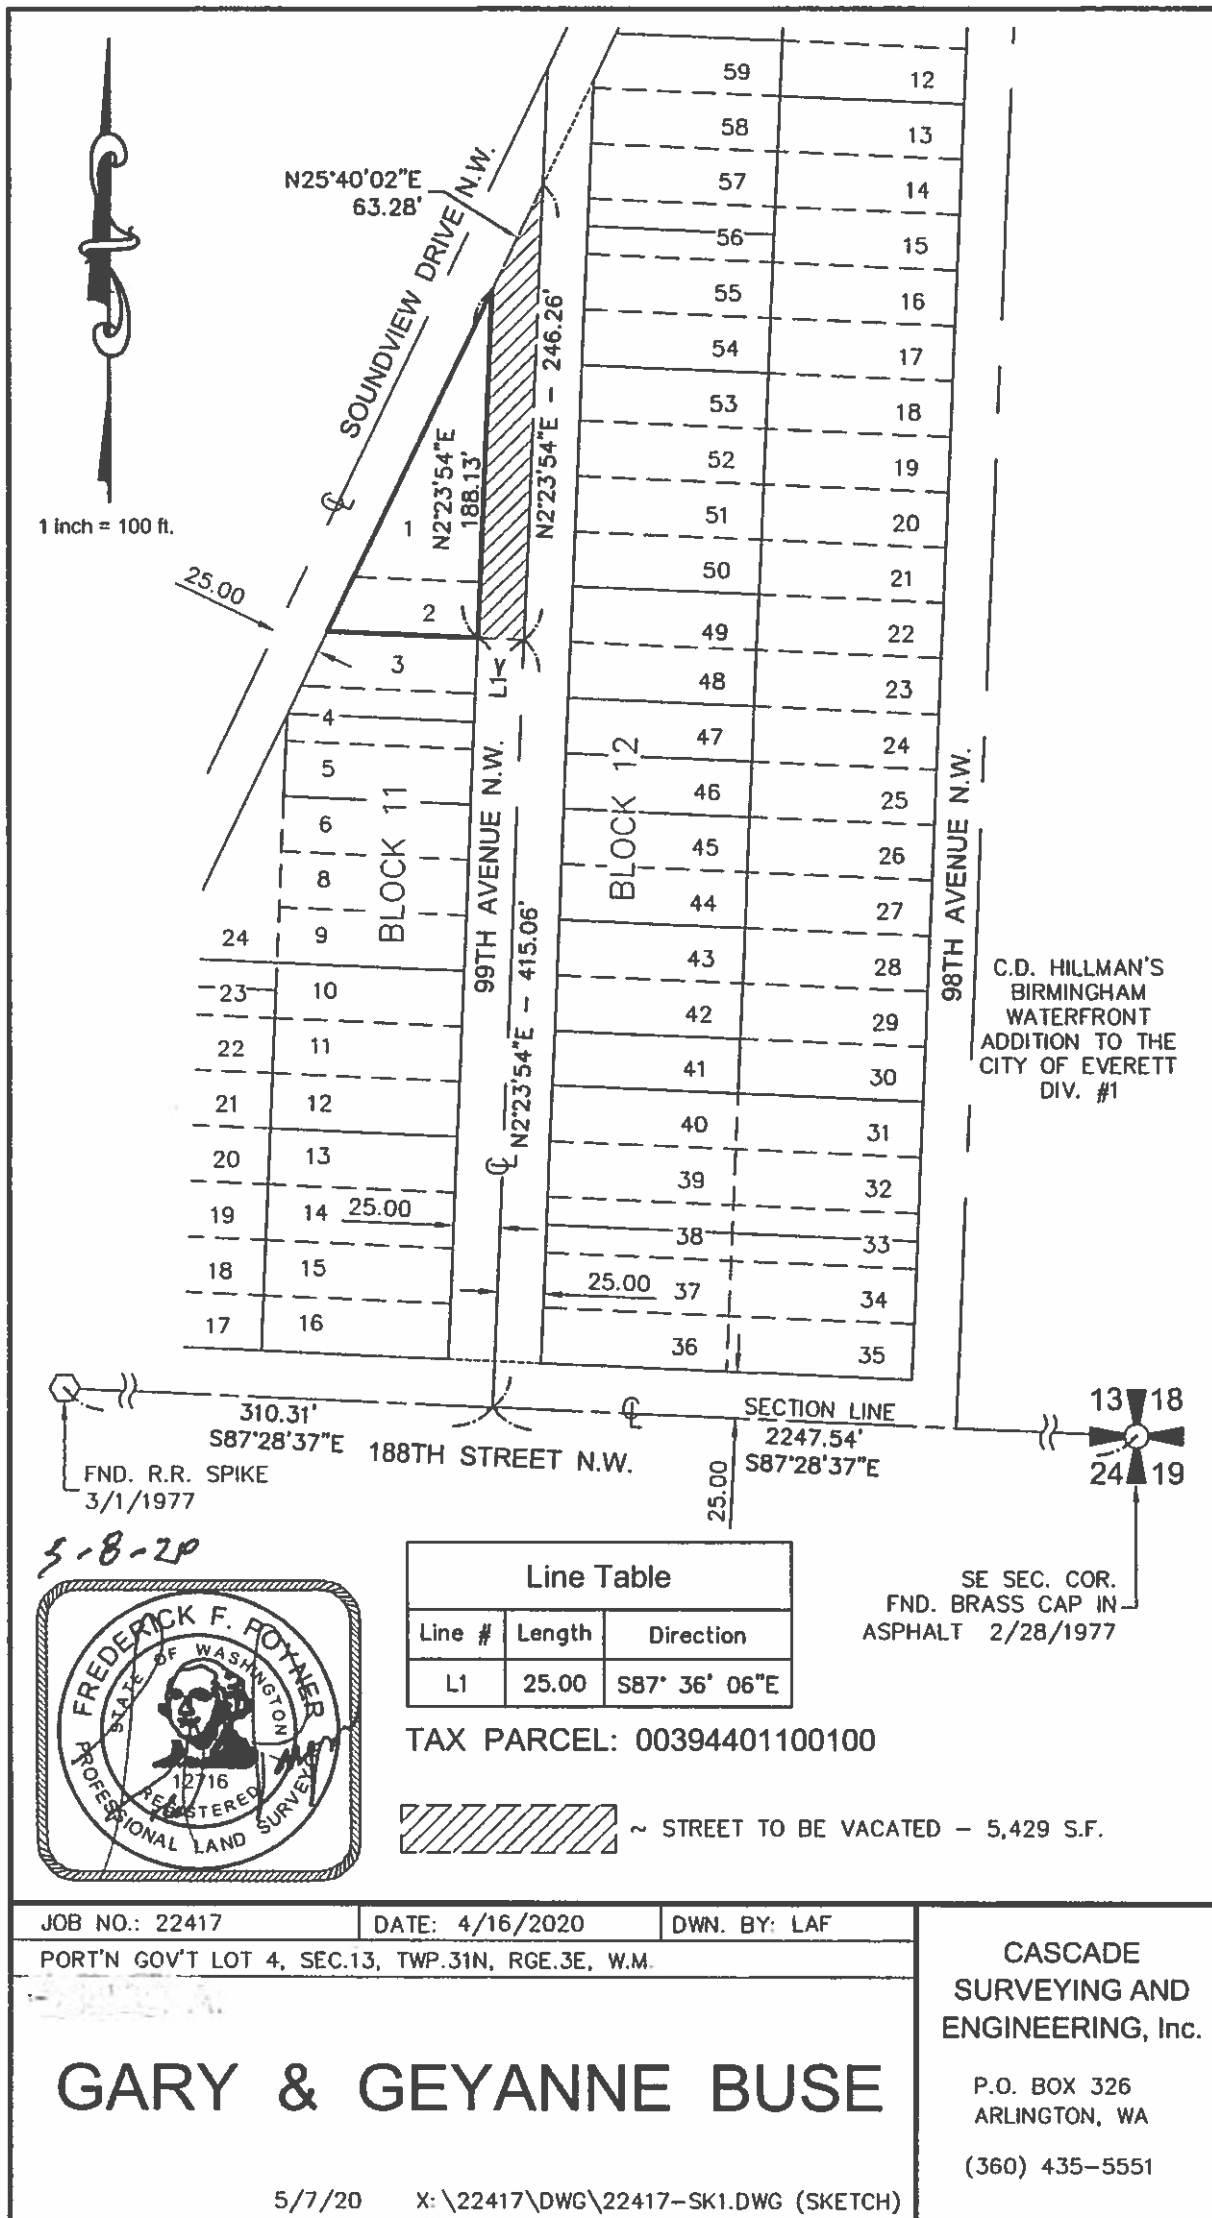 N25°40'02"E
63.28'
SOUNDVIEW DRIVE N.W.
1 inch = 100 ft.
25.00
N2°23'54"E
188.13'
N2°23'54"E - 246.26'
1
2
3
4
5
6
8
9
10
11
12
13
14
15
16
24
23
22
21
20
19
18
17
BLOCK 11
L1
99TH AVENUE N.W.
N2°23'54"E - 415.06'
25.00
25.00
BLOCK 12
59
58
57
56
55
54
53
52
51
50
49
48
47
46
45
44
43
42
41
40
39
38
37
36
12
13
14
15
16
17
18
19
20
21
22
23
24
25
26
27
28
29
30
31
32
33
34
35
98TH AVENUE N.W.
C.D. HILLMAN'S
BIRMINGHAM
WATERFRONT
ADDITION TO THE
CITY OF EVERETT
DIV. #1
310.31'
S87°28'37"E
188TH STREET N.W.
SECTION LINE
2247.54'
S87°28'37"E
25.00
13 18
24 19
FND. R.R. SPIKE
3/1/1977
SE SEC. COR.
FND. BRASS CAP IN
ASPHALT 2/28/1977
5-8-20
FREDERICK F. POYNER
STATE OF WASHINGTON
12716
REGISTERED
PROFESSIONAL LAND SURVEYOR
Line Table
Line # Length Direction
L1 25.00 S87° 36' 06"E
TAX PARCEL: 00394401100100
~ STREET TO BE VACATED - 5,429 S.F.
JOB NO.: 22417 DATE: 4/16/2020 DWN. BY: LAF
PORT'N GOV'T LOT 4, SEC.13, TWP.31N, RGE.3E, W.M.
GARY & GEYANNE BUSE
5/7/20 X:\22417\DWG\22417-SK1.DWG (SKETCH)
CASCADE
SURVEYING AND
ENGINEERING, Inc.
P.O. BOX 326
ARLINGTON, WA
(360) 435-5551